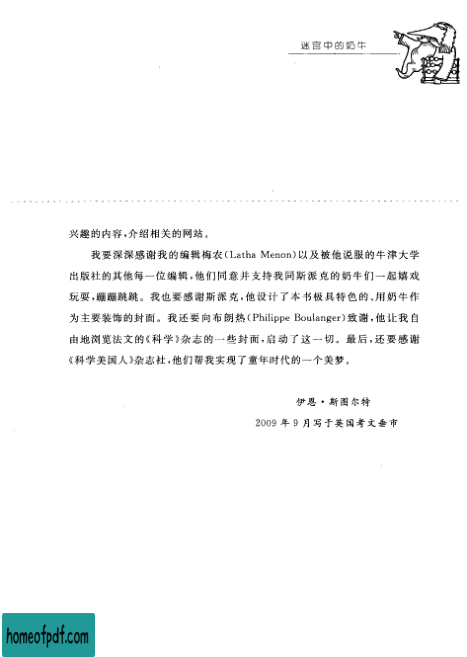 迷宫中的奶牛
兴趣的内容,介绍相关的网站。
我要深深感谢我的编辑梅农(Latha Menon)以及被他说服的牛津大学
出版社的其他每一位编辑,他们同意并支持我同斯派克的奶牛们一起嬉戏
玩耍,蹦蹦跳跳。我也要感谢斯派克,他设计了本书极具特色的、用奶牛作
为主要装饰的封面。我还要向布朗热(Philippe Boulanger)致谢,他让我自
由地浏览法文的《科学》杂志的一些封面,启动了这一切。最后,还要感谢
《科学美国人》杂志社,他们帮我实现了童年时代的一个美梦。
伊恩·斯图尔特
2009 年 9 月写于英国考文垂市
homeofpdf.com